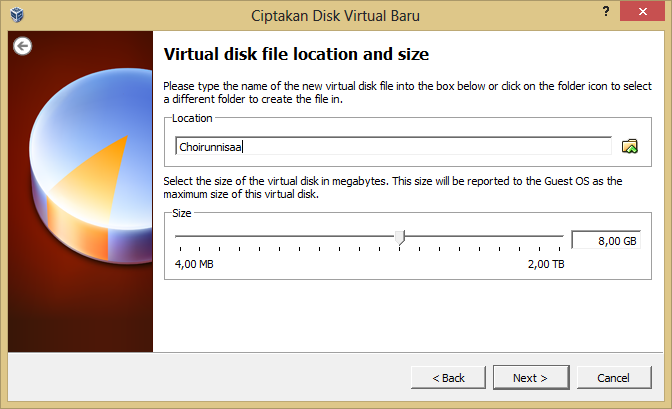 Ciptakan Disk Virtual Baru
?
Virtual disk file location and size
Please type the name of the new virtual disk file into the box below or click on the folder icon to select
a different folder to create the file in.
Location
Choirunnisaa
Select the size of the virtual disk in megabytes. This size will be reported to the Guest OS as the
maximum size of this virtual disk.
Size
8,00 GB
4,00 MB 2,00 TB
< Back Next > Cancel